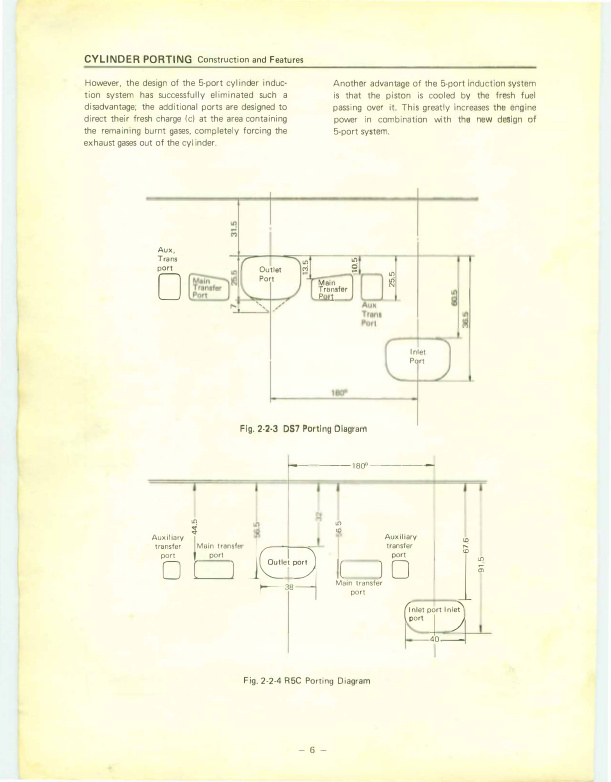 CYLINDER PORTING Construction and Features
However, the design of the 5-port cylinder induc-
tion system has successfully eliminated such a
disadvantage; the additional ports are designed to
direct their fresh charge (c) at the area containing
the remaining burnt gases, completely forcing the
exhaust gases out of the cylinder.
Another advantage of the 5-port induction system
is that the piston is cooled by the fresh fuel
passing over it. This greatly increases the engine
power in combination with the new design of
5-port system.
31.5
Aux,
Trans
port
Main
Transfer
Port
25.5
7
Outlet
Port
13.5
Main
Transfer
Port
10.5
Aux
Trans
Port
25.5
60.5
36.5
Inlet
Port
180°
Fig. 2-2-3 DS7 Porting Diagram
180°
44.5
56.5
32
56.5
67.6
91.5
Auxiliary
transfer
port
Main transfer
port
Outlet port
38
Main transfer
port
Auxiliary
transfer
port
Inlet port Inlet
port
40
Fig. 2-2-4 R5C Porting Diagram
– 6 –